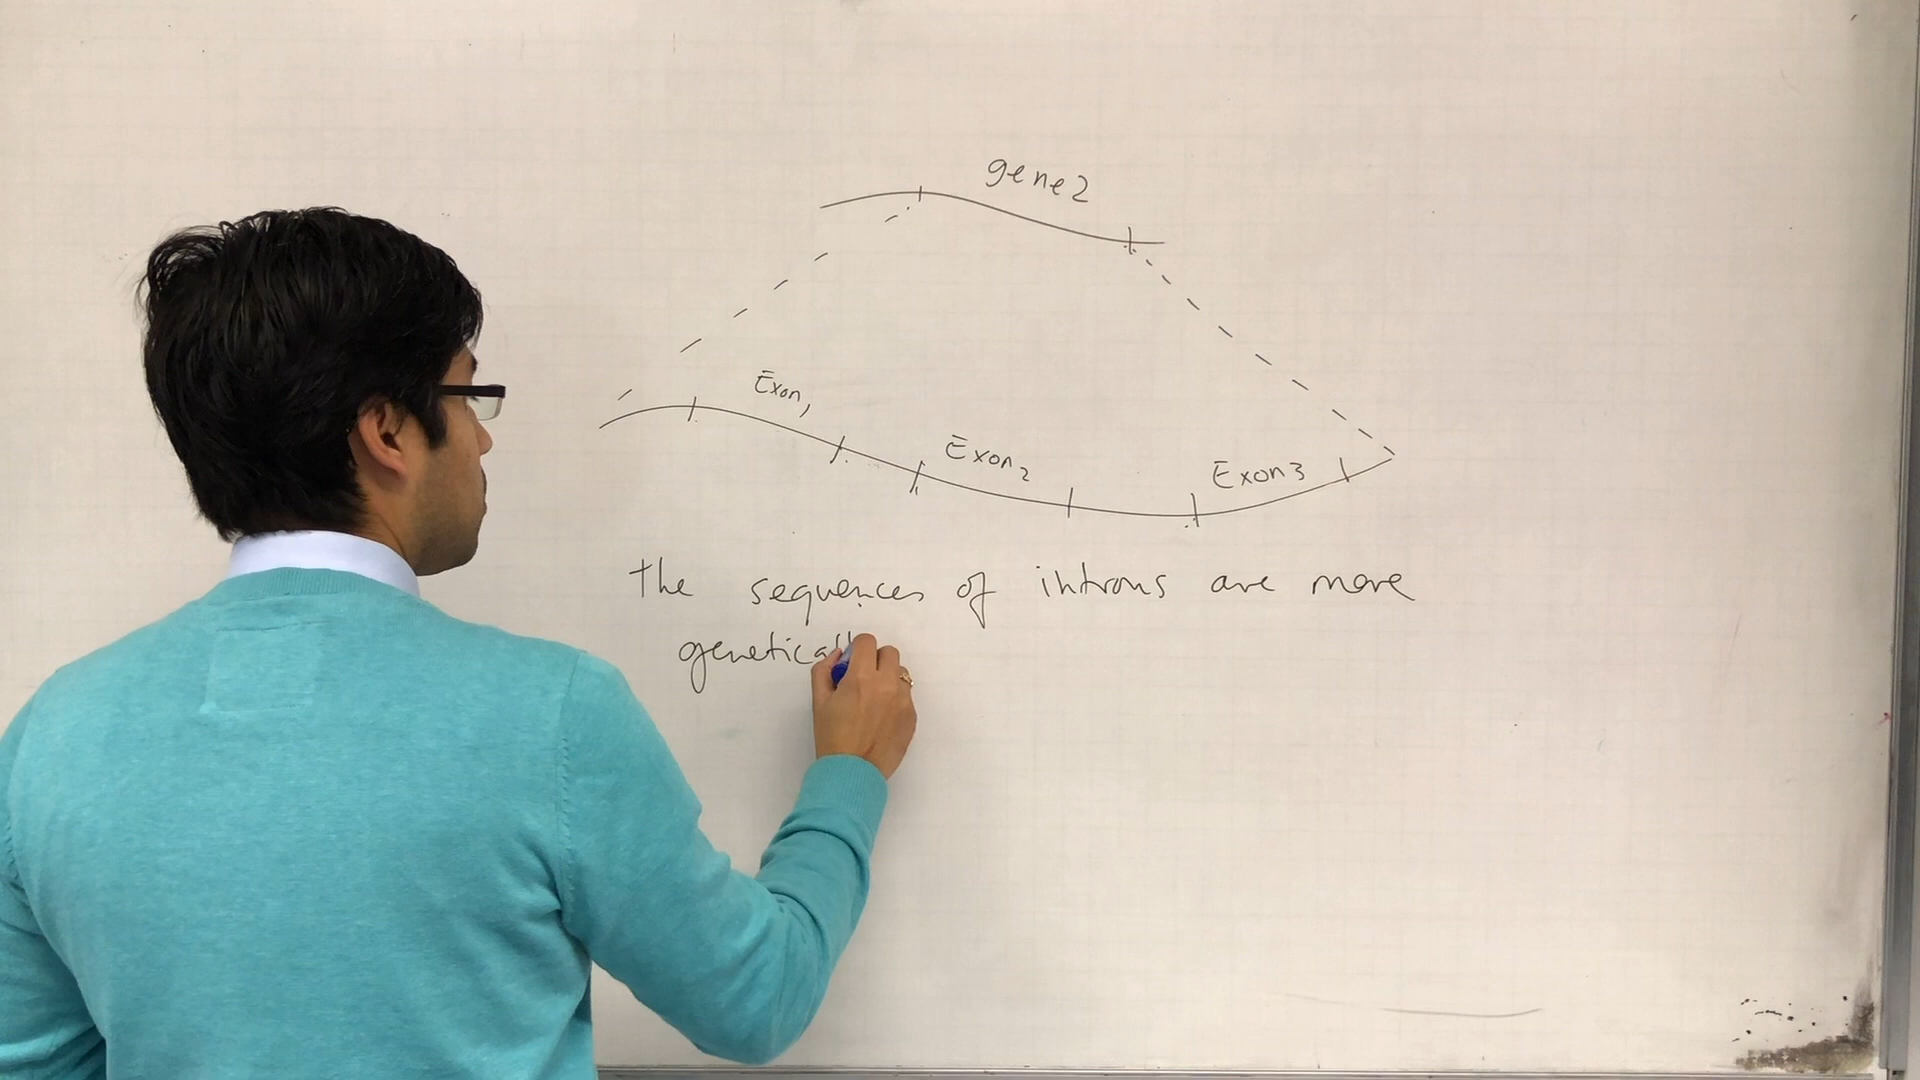 gene2
Exon1
Exon2
Exon3
the sequences of introns are more
genetical